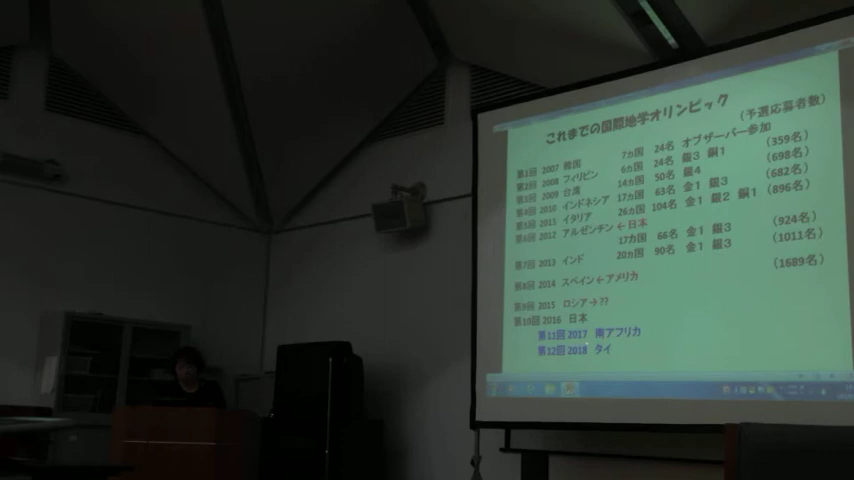 これまでの国際地学オリンピック
(予選応募者数)
第1回 2007 韓国 7カ国 24名 オブザーバー参加
第2回 2008 フィリピン 6カ国 24名 銀3 銅1 (359名)
第3回 2009 台湾 14カ国 50名 銀4 (698名)
第4回 2010 インドネシア 17カ国 63名 金1 銀3 (682名)
第5回 2011 イタリア 26カ国 104名 金1 銀2 銅1 (896名)
第6回 2012 アルゼンチン ← 日本
17カ国 66名 金1 銀3 (924名)
第7回 2013 インド 20カ国 90名 金1 銀3 (1011名)
第8回 2014 スペイン ← アメリカ (1689名)
第9回 2015 ロシア → ??
第10回 2016 日本
第11回 2017 南アフリカ
第12回 2018 タイ